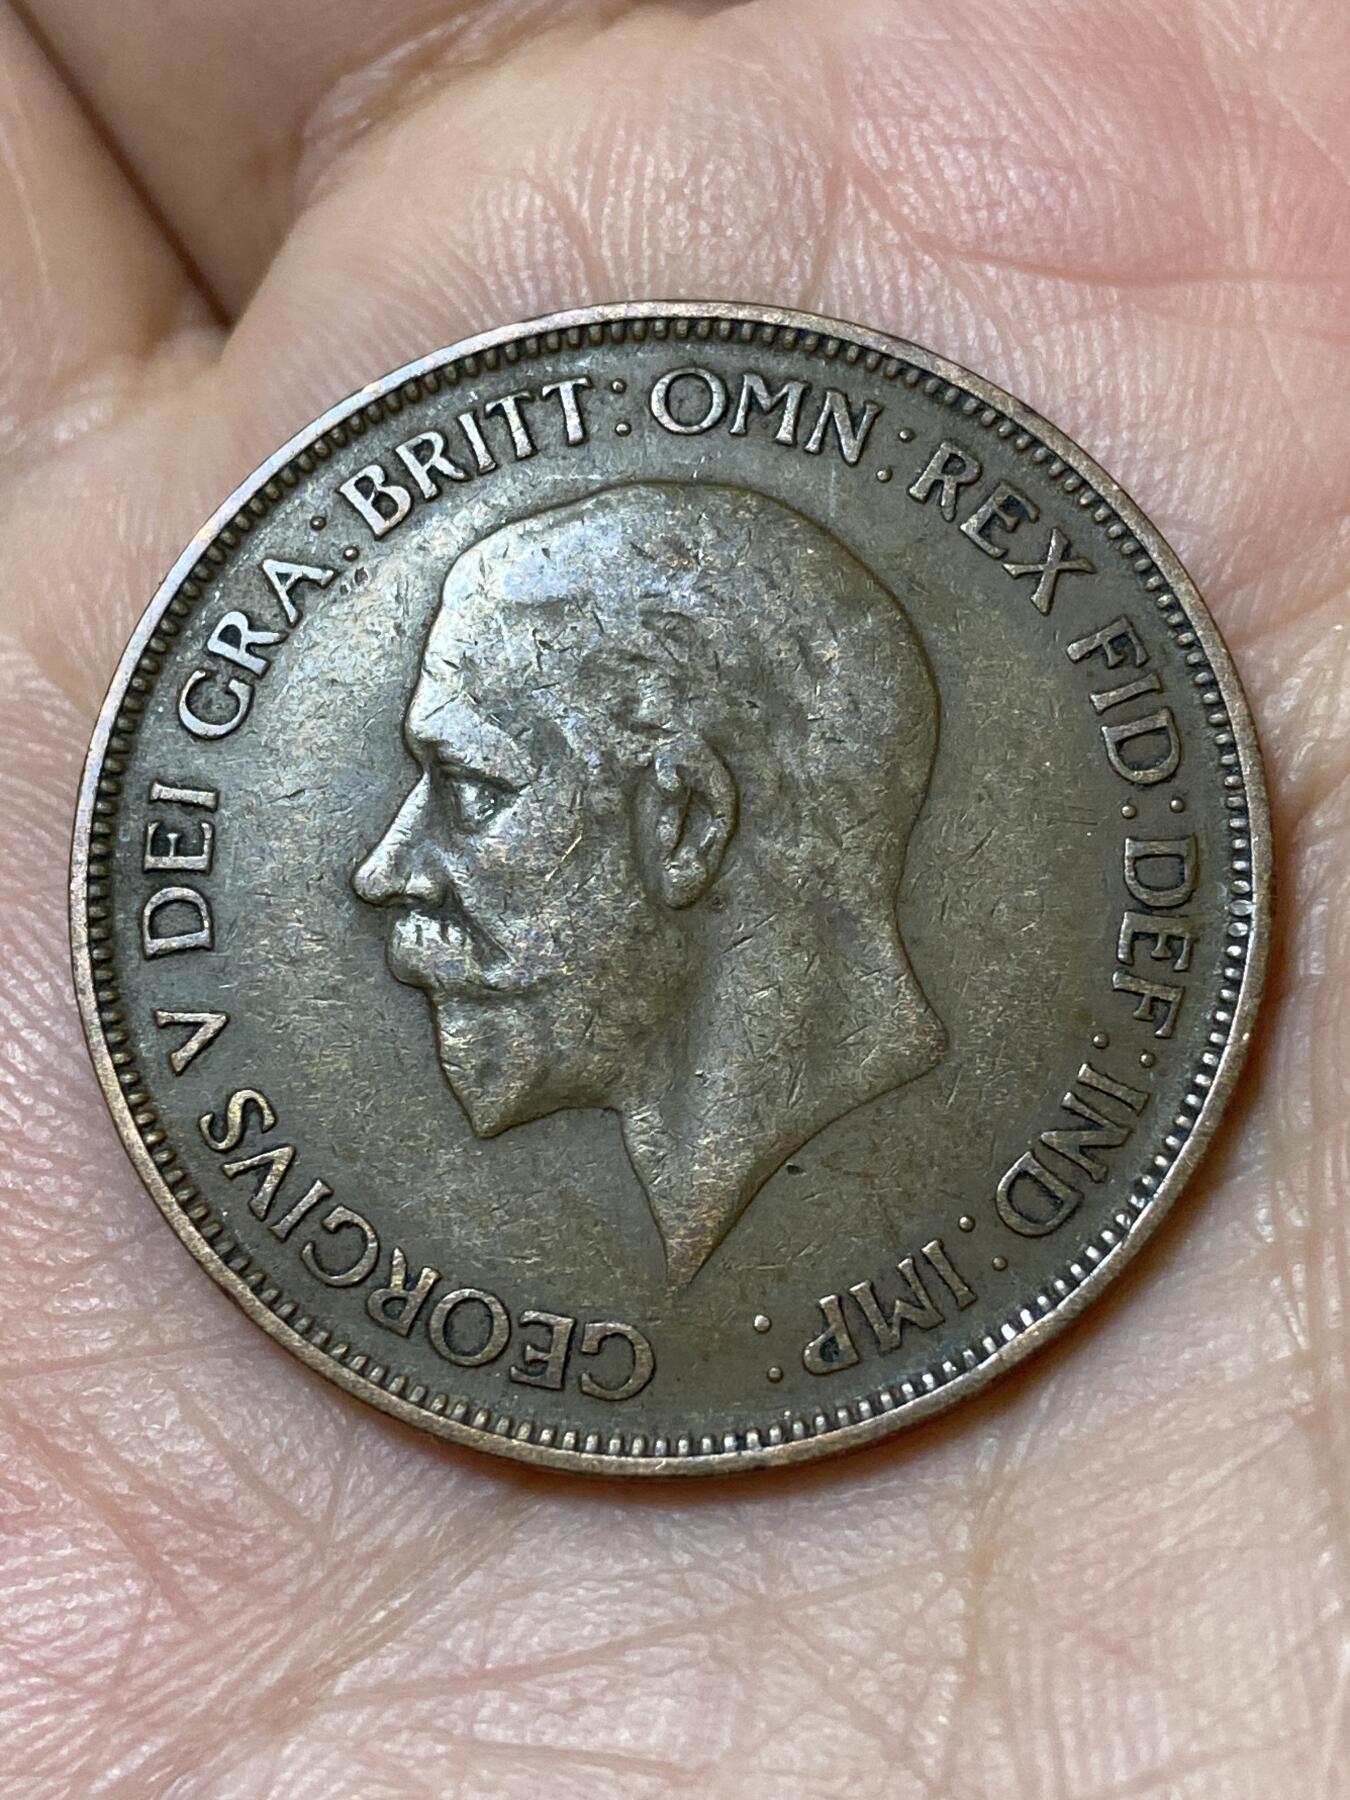 GEORGIVS V DEI GRA: BRITT: OMN: REX FID: DEF: IND: IMP: